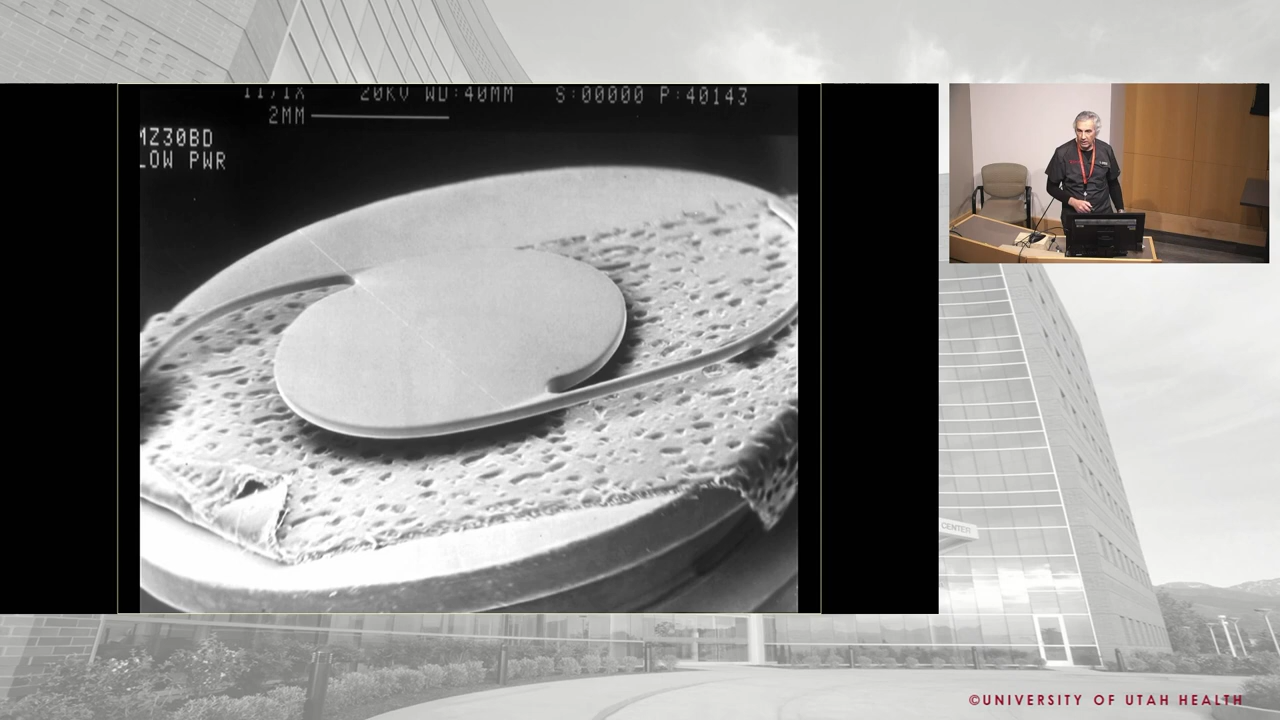 11,1X 20KV WD:40MM S:00000 P:40143
2MM
MZ30BD
LOW PWR
CENTER
©UNIVERSITY OF UTAH HEALTH